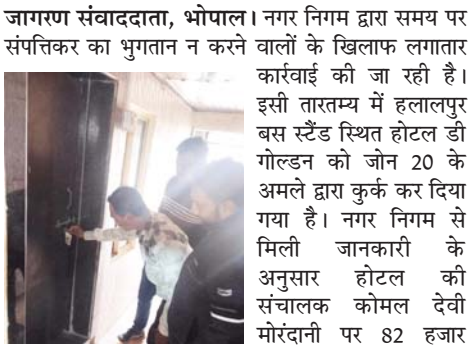 जागरण संवाददाता, भोपाल। नगर निगम द्वारा समय पर
संपत्तिकर का भुगतान न करने वालों के खिलाफ लगातार
कार्रवाई की जा रही है।
इसी तारतम्य में हलालपुर
बस स्टैंड स्थित होटल डी
गोल्डन को जोन 20 के
अमले द्वारा कुर्क कर दिया
गया है। नगर निगम से
मिली जानकारी के
अनुसार होटल की
संचालक कोमल देवी
मोरंदानी पर 82 हजार